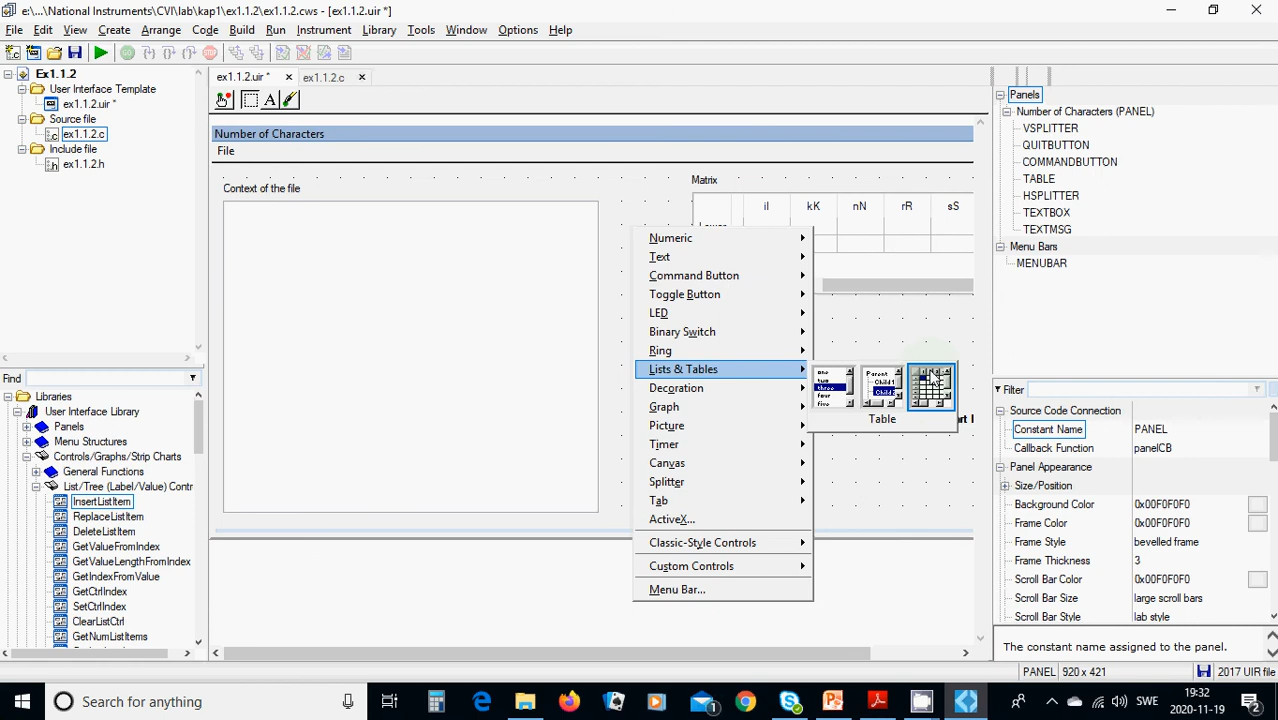 e:\...\National Instruments\CVI\lab\kap1\ex1.1.2\ex1.1.2.cws - [ex1.1.2.uir *]
File Edit View Create Arrange Code Build Run Instrument Library Tools Window Options Help
Ex1.1.2
User Interface Template
ex1.1.2.uir *
Source file
ex1.1.2.c
Include file
ex1.1.2.h
Find
Libraries
User Interface Library
Panels
Menu Structures
Controls/Graphs/Strip Charts
General Functions
List/Tree (Label/Value) Contr
InsertListItem
ReplaceListItem
DeleteListItem
GetValueFromIndex
GetValueLengthFromIndex
GetIndexFromValue
GetCtrlIndex
SetCtrlIndex
ClearListCtrl
GetNumListItems
ex1.1.2.uir *
ex1.1.2.c
Number of Characters
File
Context of the file
Matrix
iI kK nN rR sS
Numeric
Text
Command Button
Toggle Button
LED
Binary Switch
Ring
Lists & Tables
Decoration
Graph
Picture
Timer
Canvas
Splitter
Tab
ActiveX...
Classic-Style Controls
Custom Controls
Menu Bar...
one
two
three
four
five
Parent
Child1
Table
Panels
Number of Characters (PANEL)
VSPLITTER
QUITBUTTON
COMMANDBUTTON
TABLE
HSPLITTER
TEXTBOX
TEXTMSG
Menu Bars
MENUBAR
Filter
Source Code Connection
Constant Name PANEL
Callback Function panelCB
Panel Appearance
Size/Position
Background Color 0x00F0F0F0
Frame Color 0x00F0F0F0
Frame Style bevelled frame
Frame Thickness 3
Scroll Bar Color 0x00F0F0F0
Scroll Bar Size large scroll bars
Scroll Bar Style lab style
The constant name assigned to the panel.
PANEL 920 x 421 2017 UIR file
Search for anything
1
SWE
19:32
2020-11-19
2